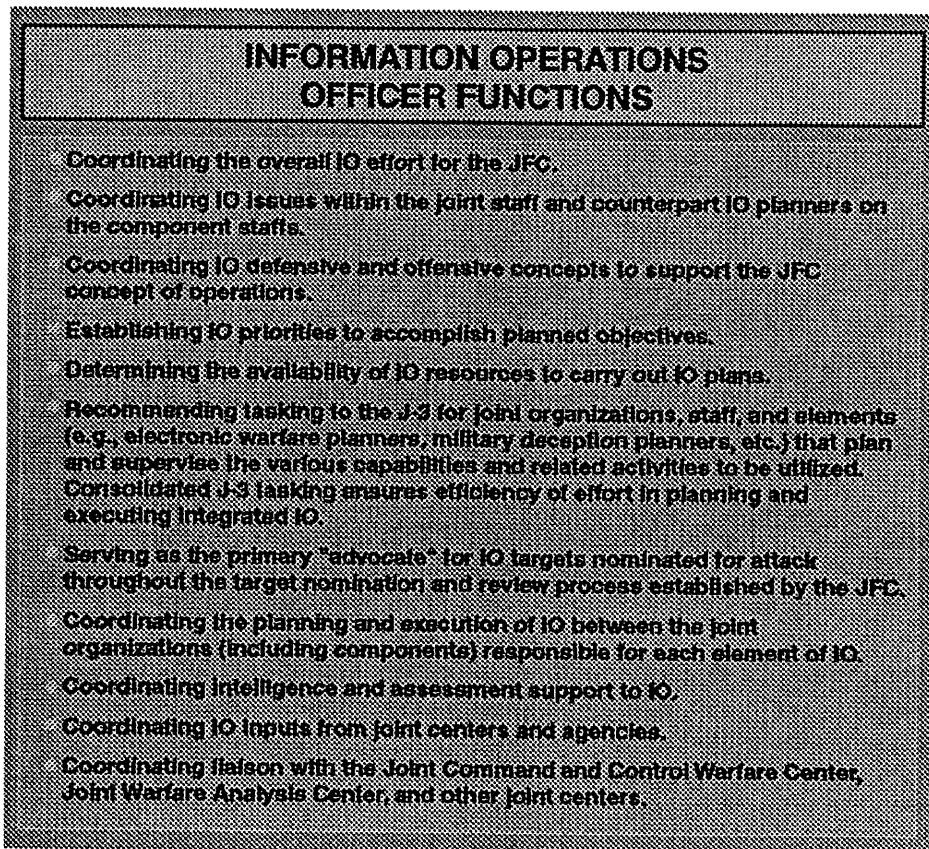 INFORMATION OPERATIONS
OFFICER FUNCTIONS
Coordinating the overall IO effort for the JFC.
Coordinating IO issues within the joint staff and counterpart IO planners on
the component staffs.
Coordinating IO defensive and offensive concepts to support the JFC
concept of operations.
Establishing IO priorities to accomplish planned objectives.
Determining the availability of IO resources to carry out IO plans.
Recommending tasking to the J-3 for joint organizations, staff, and elements
(e.g., electronic warfare planners, military deception planners, etc.) that plan
and supervise the various capabilities and related activities to be utilized.
Consolidated J-3 tasking ensures efficiency of effort in planning and
executing integrated IO.
Serving as the primary "advocate" for IO targets nominated for attack
throughout the target nomination and review process established by the JFC.
Coordinating the planning and execution of IO between the joint
organizations (including components) responsible for each element of IO.
Coordinating intelligence and assessment support to IO.
Coordinating IO inputs from joint centers and agencies.
Coordinating liaison with the Joint Command and Control Warfare Center,
Joint Warfare Analysis Center, and other joint centers.